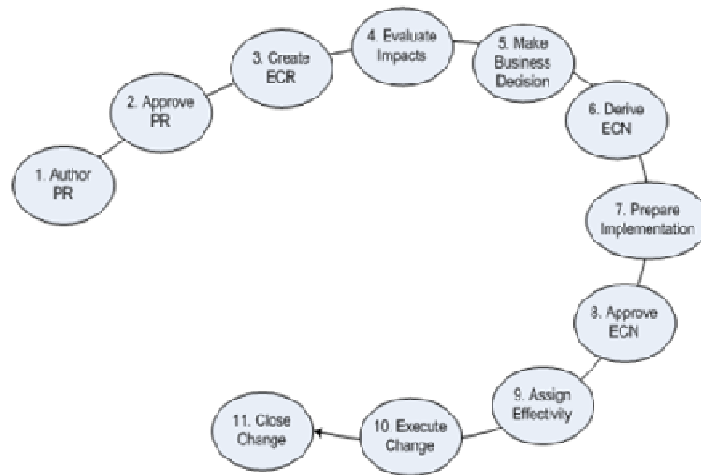 1. Author
PR
2. Approve
PR
3. Create
ECR
4. Evaluate
Impacts
5. Make
Business
Decision
6. Derive
ECN
7. Prepare
Implementation
8. Approve
ECN
9. Assign
Effectivity
10. Execute
Change
11. Close
Change